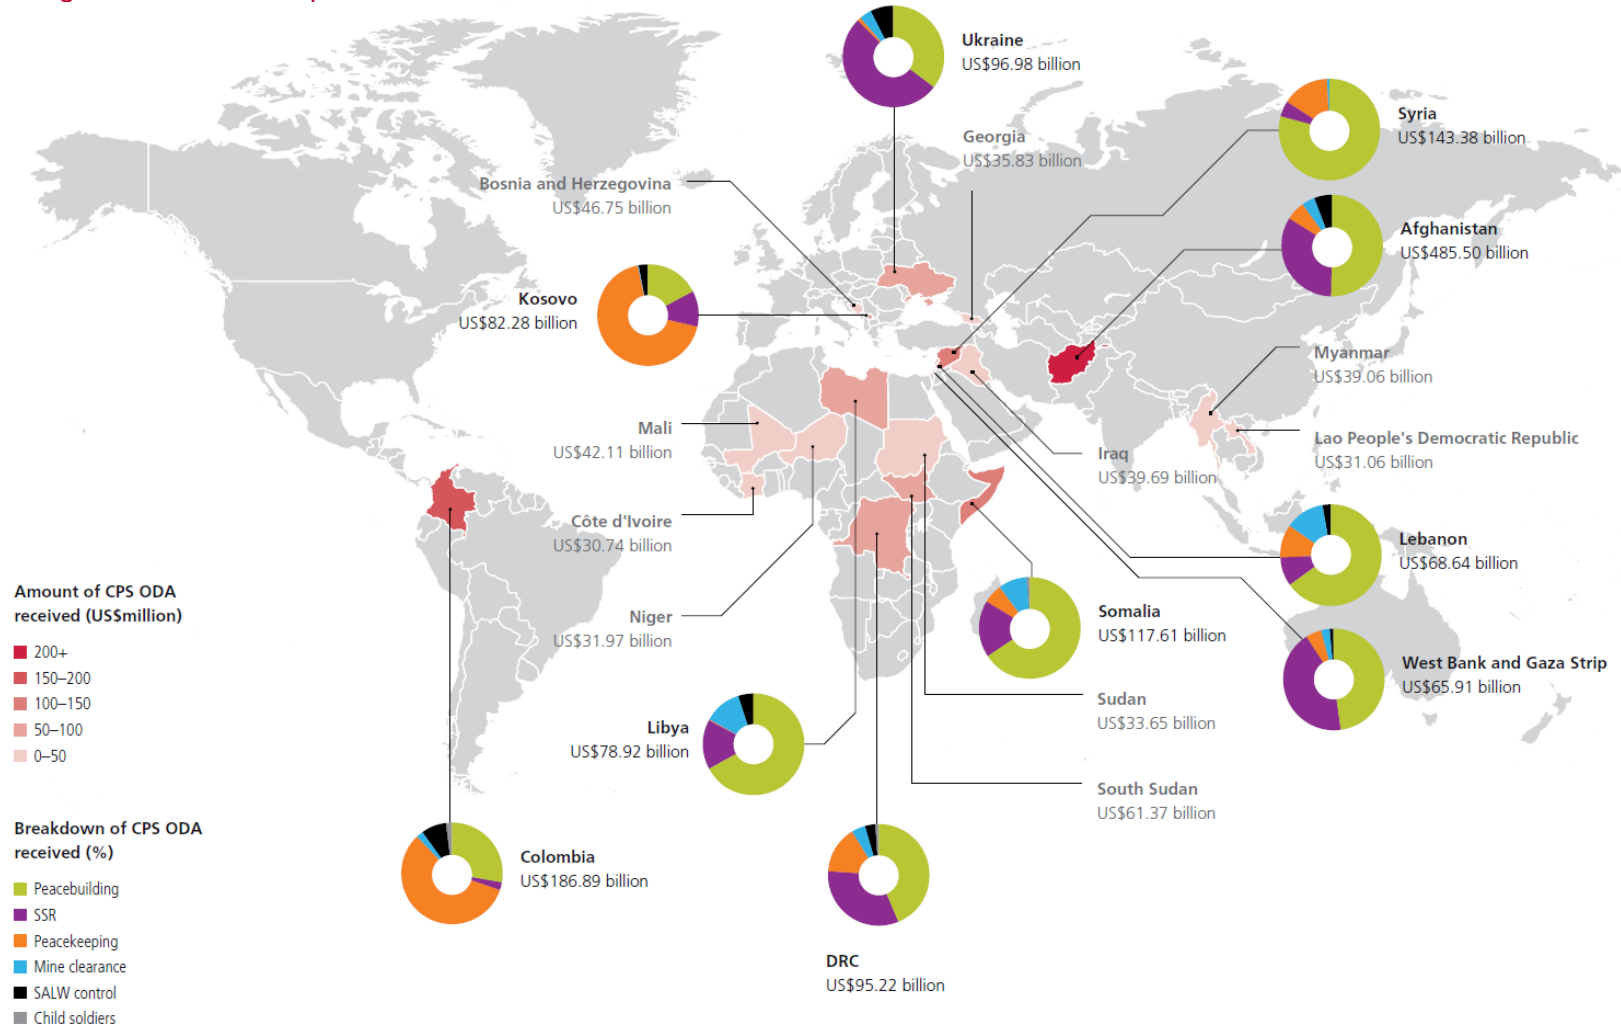 Ukraine
US$96.98 billion
Syria
US$143.38 billion
Georgia
US$35.83 billion
Bosnia and Herzegovina
US$46.75 billion
Afghanistan
US$485.50 billion
Kosovo
US$82.28 billion
Myanmar
US$39.06 billion
Mali
US$42.11 billion
Lao People's Democratic Republic
US$31.06 billion
Iraq
US$39.69 billion
Côte d'Ivoire
US$30.74 billion
Lebanon
US$68.64 billion
Amount of CPS ODA
received (US$million)
200+
150–200
100–150
50–100
0–50
Niger
US$31.97 billion
Somalia
US$117.61 billion
West Bank and Gaza Strip
US$65.91 billion
Sudan
US$33.65 billion
Libya
US$78.92 billion
South Sudan
US$61.37 billion
Breakdown of CPS ODA
received (%)
Peacebuilding
SSR
Peacekeeping
Mine clearance
SALW control
Child soldiers
Colombia
US$186.89 billion
DRC
US$95.22 billion